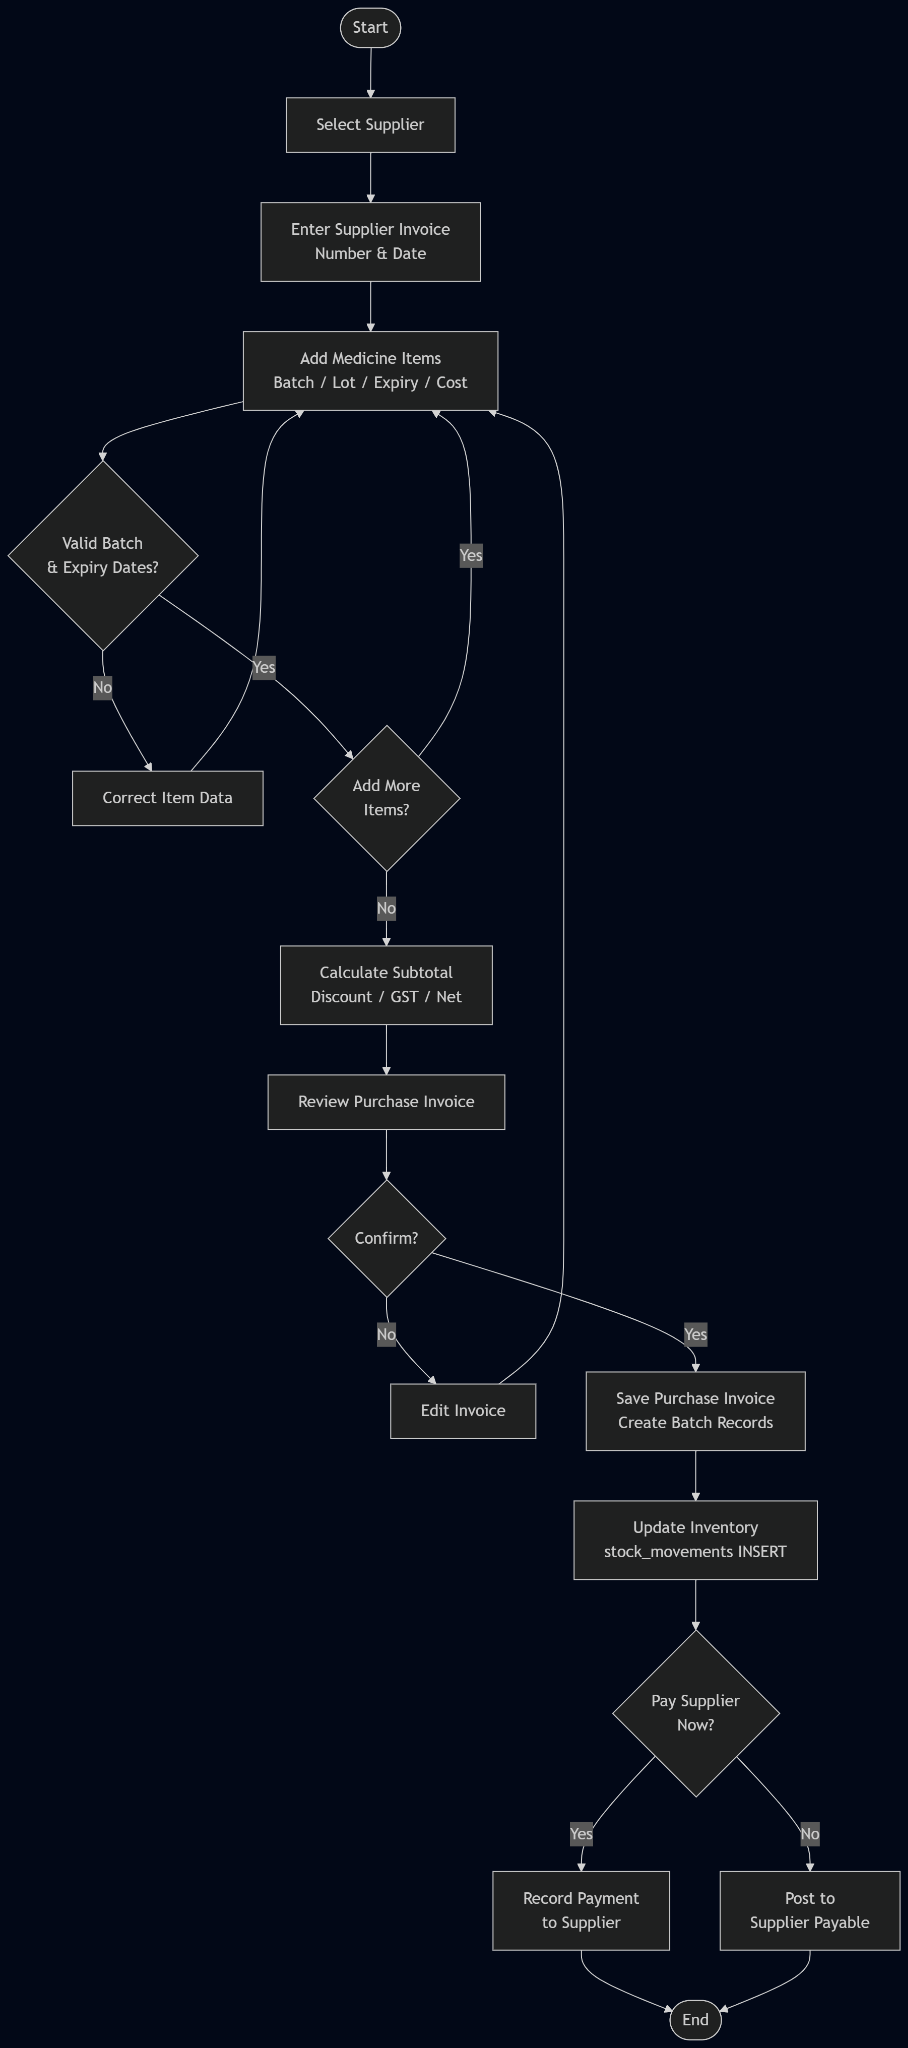 Start
Select Supplier
Enter Supplier Invoice
Number & Date
Add Medicine Items
Batch / Lot / Expiry / Cost
Valid Batch
& Expiry Dates?
Yes
Yes
No
Correct Item Data
Add More
Items?
No
Calculate Subtotal
Discount / GST / Net
Review Purchase Invoice
Confirm?
No
Yes
Edit Invoice
Save Purchase Invoice
Create Batch Records
Update Inventory
stock_movements INSERT
Pay Supplier
Now?
Yes
No
Record Payment
to Supplier
Post to
Supplier Payable
End